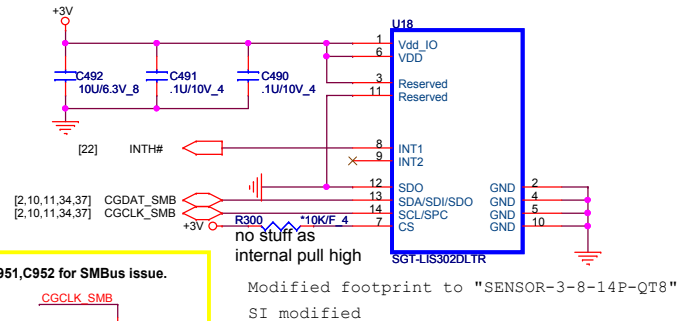 +3V
U18
1
Vdd_IO
6
VDD
C492
10U/6.3V_8
C491
.1U/10V_4
C490
.1U/10V_4
3
Reserved
11
Reserved
[22]
INTH#
8
INT1
9
INT2
12
SDO
GND
2
[2,10,11,34,37]
CGDAT_SMB
13
SDA/SDI/SDO
GND
4
[2,10,11,34,37]
CGCLK_SMB
14
SCL/SPC
GND
5
+3V
R300
*10K/F_4
7
CS
GND
10
no stuff as
internal pull high
SGT-LIS302DLTR
951,C952 for SMBus issue.
CGCLK_SMB
Modified footprint to "SENSOR-3-8-14P-QT8"
SI modified